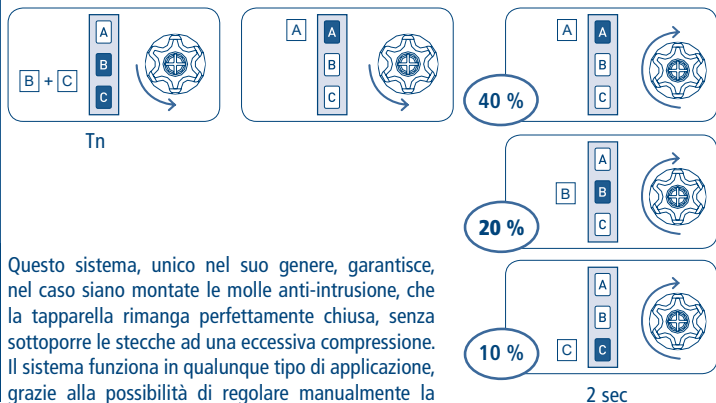 A
B + C
B
C
Tn
A
A
B
C
A
A
B
C
40 %
A
B
B
C
20 %
A
B
C
C
10 %
2 sec
Questo sistema, unico nel suo genere, garantisce,
nel caso siano montate le molle anti-intrusione, che
la tapparella rimanga perfettamente chiusa, senza
sottoporre le stecche ad una eccessiva compressione.
Il sistema funziona in qualunque tipo di applicazione,
grazie alla possibilità di regolare manualmente la